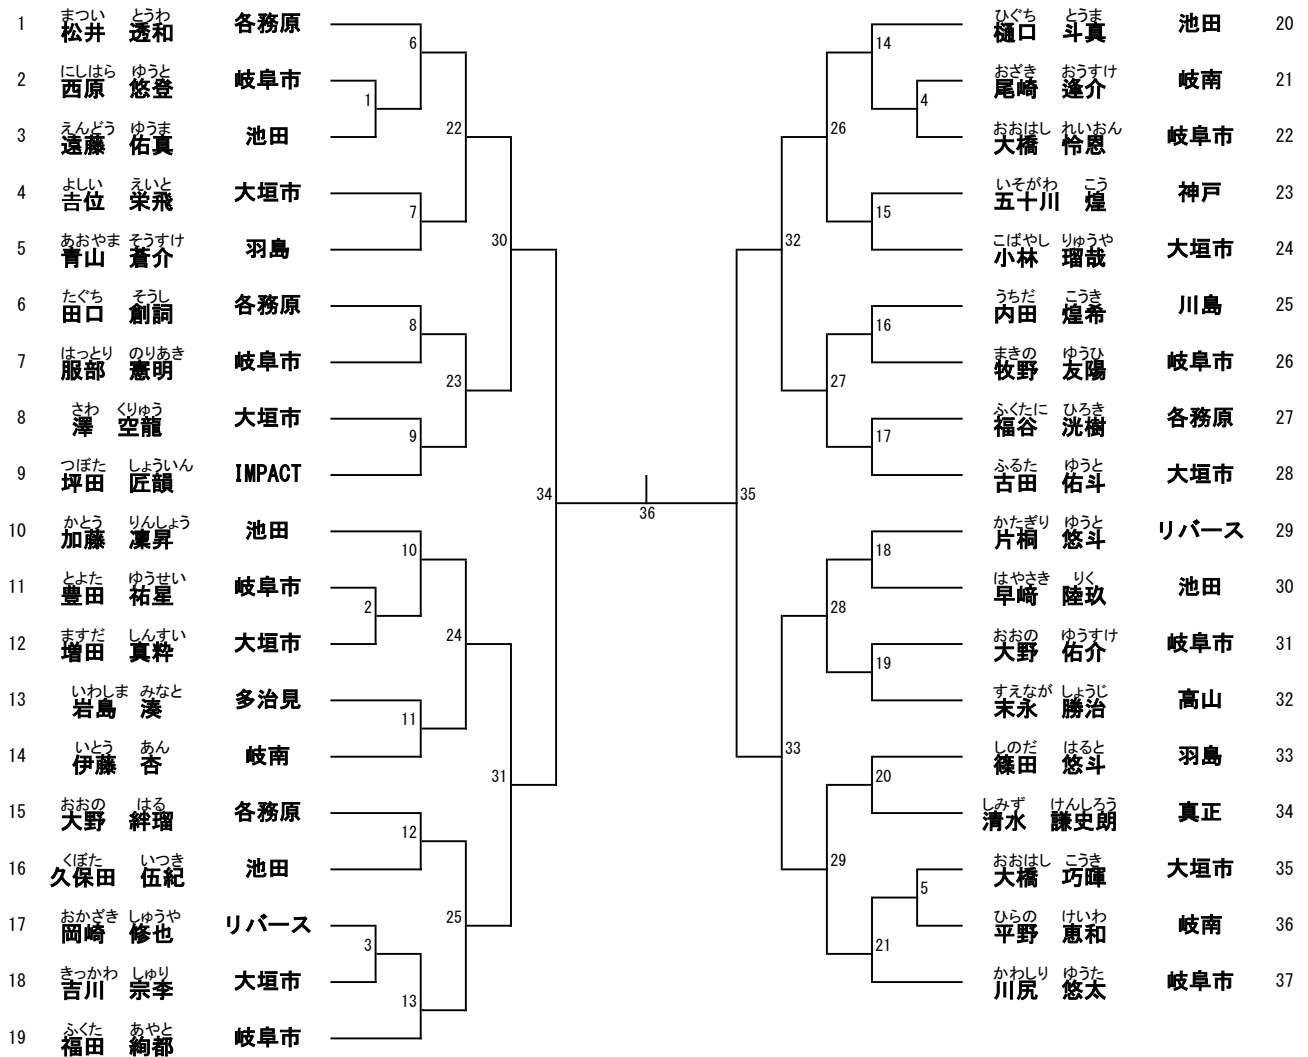 1 まつい とうわ 松井 透和 各務原
2 にしはら ゆうと 西原 悠登 岐阜市
3 えんどう ゆうま 遠藤 佑真 池田
4 よしい えいと 吉位 栄飛 大垣市
5 あおやま そうすけ 青山 蒼介 羽島
6 たぐち そうし 田口 創詞 各務原
7 はっとり のりあき 服部 憲明 岐阜市
8 さわ くりゅう 澤 空龍 大垣市
9 つぼた しょういん 坪田 匠韻 IMPACT
10 かとう りんしょう 加藤 凜昇 池田
11 とよた ゆうせい 豊田 祐星 岐阜市
12 ますだ しんすい 増田 真粋 大垣市
13 いわしま みなと 岩島 湊 多治見
14 いとう あん 伊藤 杏 岐南
15 おおの はる 大野 絆瑠 各務原
16 くぼた いつき 久保田 伍紀 池田
17 おかざき しゅうや 岡崎 修也 リバース
18 きっかわ しゅり 吉川 宗李 大垣市
19 ふくた あやと 福田 絢都 岐阜市
6
1
22
7
30
8
23
9
34
10
2
24
11
31
12
25
3
13
36
14
4
26
15
32
16
27
17
35
18
28
19
33
20
29
5
21
ひぐち とうま 樋口 斗真 池田 20
おざき おうすけ 尾崎 逢介 岐南 21
おおはし れいおん 大橋 怜恩 岐阜市 22
いそがわ こう 五十川 煌 神戸 23
こばやし りゅうや 小林 瑠哉 大垣市 24
うちだ こうき 内田 煌希 川島 25
まきの ゆうひ 牧野 友陽 岐阜市 26
ふくたに ひろき 福谷 洸樹 各務原 27
ふるた ゆうと 古田 佑斗 大垣市 28
かたぎり ゆうと 片桐 悠斗 リバース 29
はやさき りく 早﨑 陸玖 池田 30
おおの ゆうすけ 大野 佑介 岐阜市 31
すえなが しょうじ 末永 勝治 高山 32
しのだ はると 篠田 悠斗 羽島 33
しみず けんしろう 清水 謙史朗 真正 34
おおはし こうき 大橋 巧暉 大垣市 35
ひらの けいわ 平野 恵和 岐南 36
かわしり ゆうた 川尻 悠太 岐阜市 37